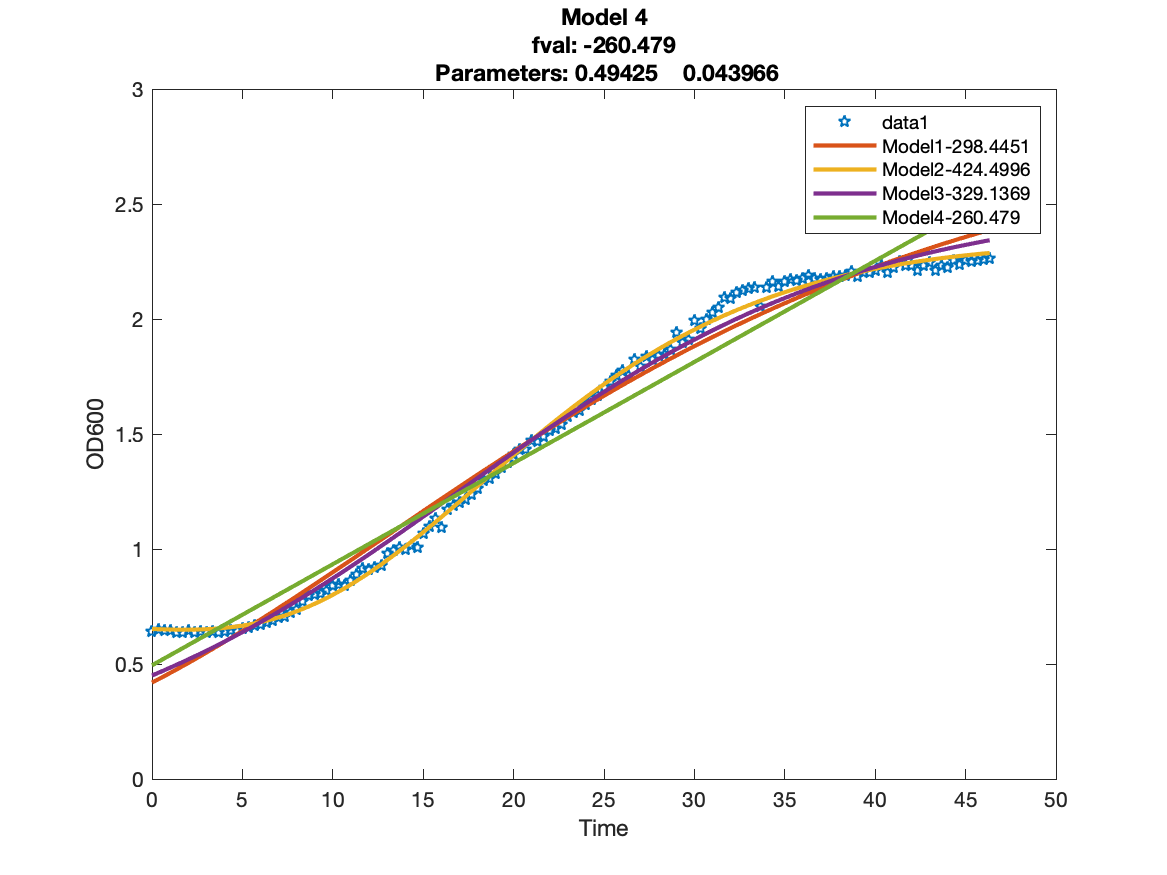 Model 4
fval: -260.479
Parameters: 0.49425 0.043966
3
2.5
2
1.5
1
0.5
0
OD600
data1
Model1-298.4451
Model2-424.4996
Model3-329.1369
Model4-260.479
0 5 10 15 20 25 30 35 40 45 50
Time